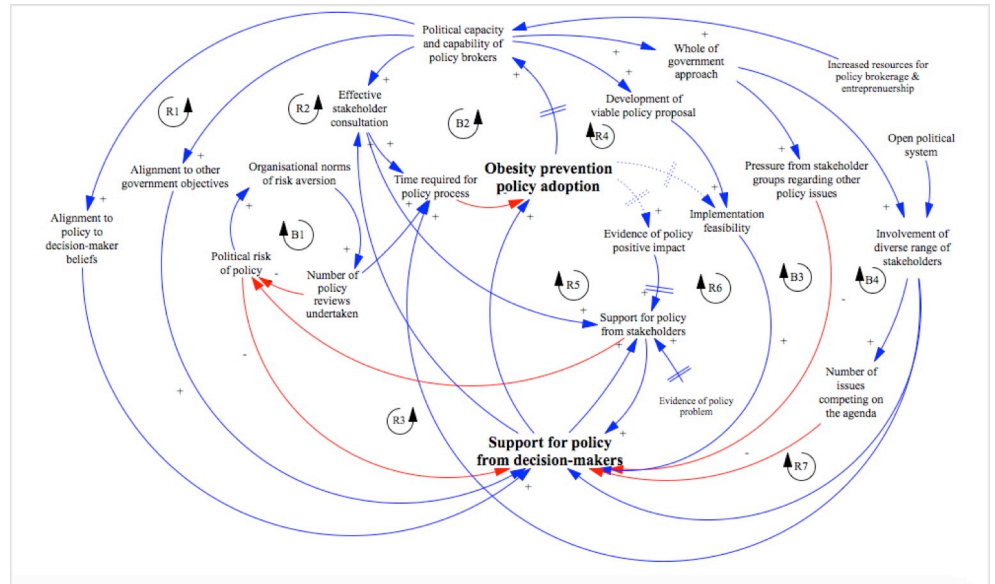 Political capacity
and capability of
policy brokers
+
Whole of
government
approach
Increased resources for
policy brokerage &
entreprenuership
+
+
+
+
Effective
stakeholder
consultation
Development of
viable policy proposal
R1
R2
B2
R4
Open political
system
+
Alignment to other
government objectives
Organisational norms
of risk aversion
+
Time required for
policy process
Obesity prevention
policy adoption
+
Pressure from stakeholder
groups regarding other
policy issues
+
+
+
+
+
+
Alignment to
policy to
decision-maker
beliefs
+
Implementation
feasibility
+
+
Involvement of
diverse range of
stakeholders
B1
Evidence of policy
positive impact
Political risk
of policy
+
-
Number of
policy
reviews
undertaken
R5
R6
B3
B4
+
+
-
Support for policy
from stakeholders
+
+
-
+
+
Number of
issues
competing on
the agenda
+
Evidence of policy
problem
R3
+
Support for policy
from decision-makers
-
R7
+